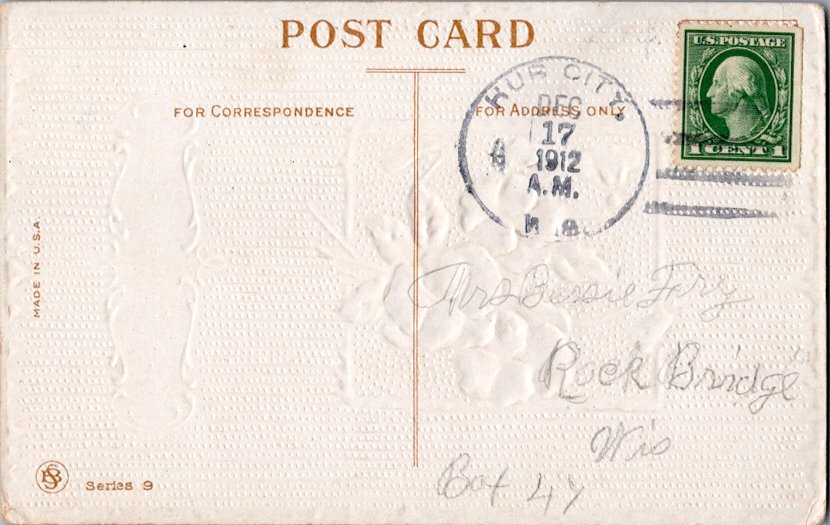 POST CARD
FOR CORRESPONDENCE
FOR ADDRESS ONLY
HUB CITY,
DEC
17
1912
A.M.
U.S. POSTAGE
1 CENT 1
MADE IN U.S.A.
Mrs Bessie Fry
Rock Bridge
Wis
Box 44
Series 9